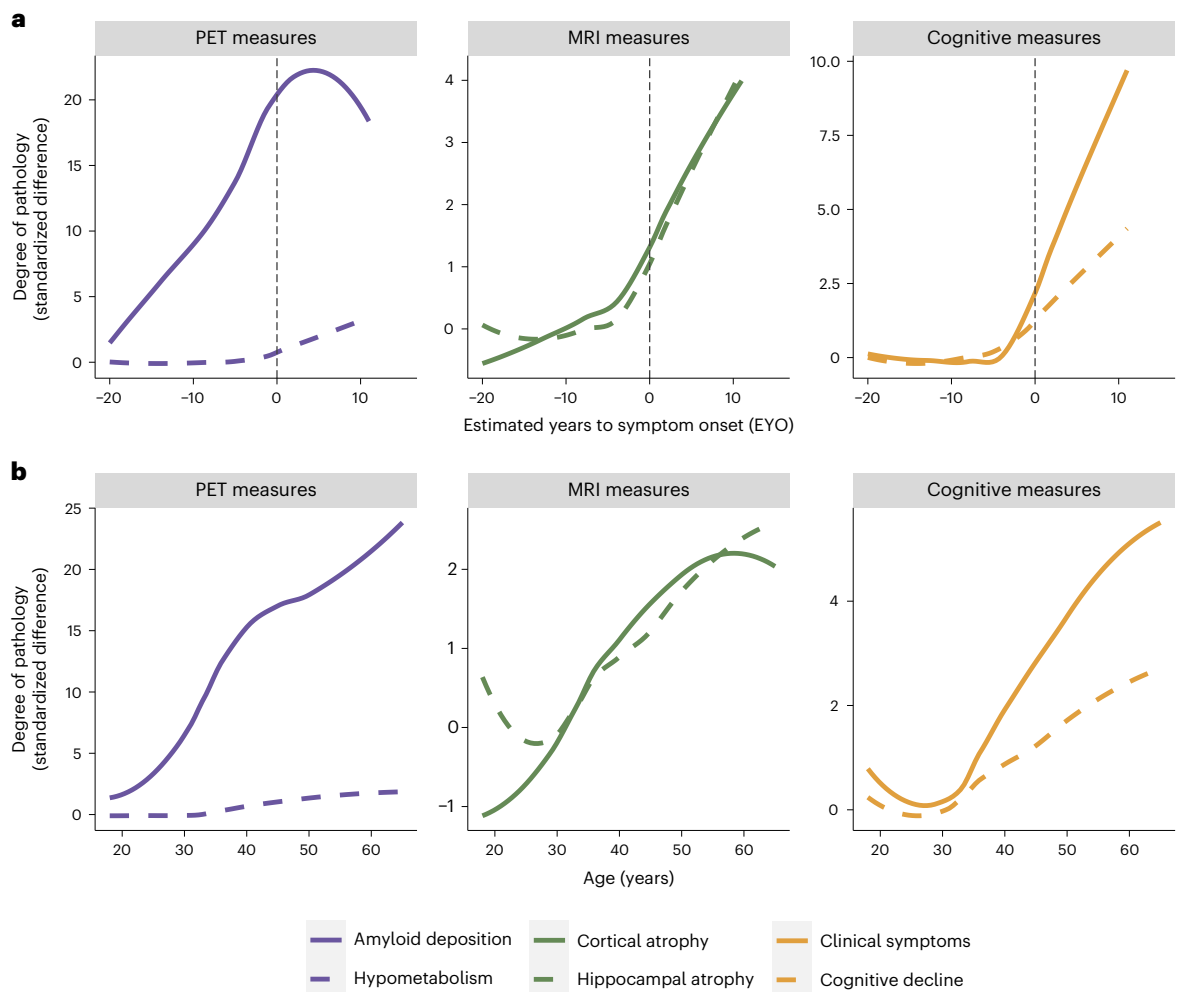 a
PET measures
MRI measures
Cognitive measures
Degree of pathology
(standardized difference)
20
15
10
5
0
−20
−10
0
10
4
3
2
1
0
−20
−10
0
10
10.0
7.5
5.0
2.5
0
−20
−10
0
10
Estimated years to symptom onset (EYO)
b
PET measures
MRI measures
Cognitive measures
Degree of pathology
(standardized difference)
25
20
15
10
5
0
20
30
40
50
60
2
1
0
−1
20
30
40
50
60
4
2
0
20
30
40
50
60
Age (years)
Amyloid deposition
Cortical atrophy
Clinical symptoms
Hypometabolism
Hippocampal atrophy
Cognitive decline